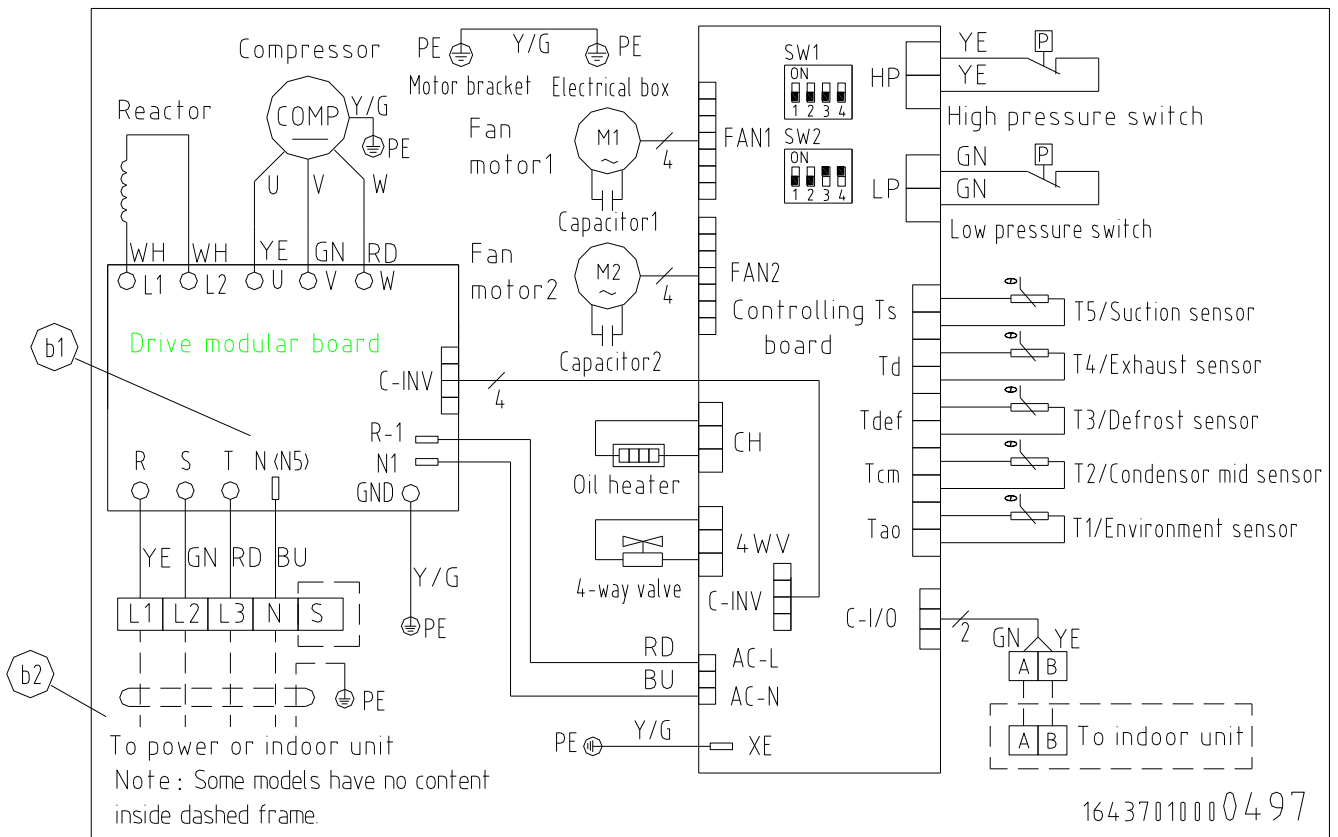 Compressor
COMP
Y/G
PE
Reactor
U V W
WH WH YE GN RD
L1 L2 U V W
Drive modular board
b1
C-INV
4
R-1
N1
GND
R S T N (N5)
YE GN RD BU
Y/G
PE
L1 L2 L3 N S
b2
PE
To power or indoor unit
Note: Some models have no content
inside dashed frame.
PE Y/G PE
Motor bracket Electrical box
Fan
motor1
M1
~
4
FAN1
Capacitor1
Fan
motor2
M2
~
4
FAN2
Capacitor2
SW1
ON
1 2 3 4
SW2
ON
1 2 3 4
Controlling
board
CH
Oil heater
4WV
4-way valve
C-INV
RD AC-L
BU AC-N
PE Y/G XE
HP
YE
YE
P
High pressure switch
LP
GN
GN
P
Low pressure switch
Ts T5/Suction sensor
Td T4/Exhaust sensor
Tdef T3/Defrost sensor
Tcm T2/Condensor mid sensor
Tao T1/Environment sensor
C-I/O
2
GN YE
A B
A B To indoor unit
16437010000497